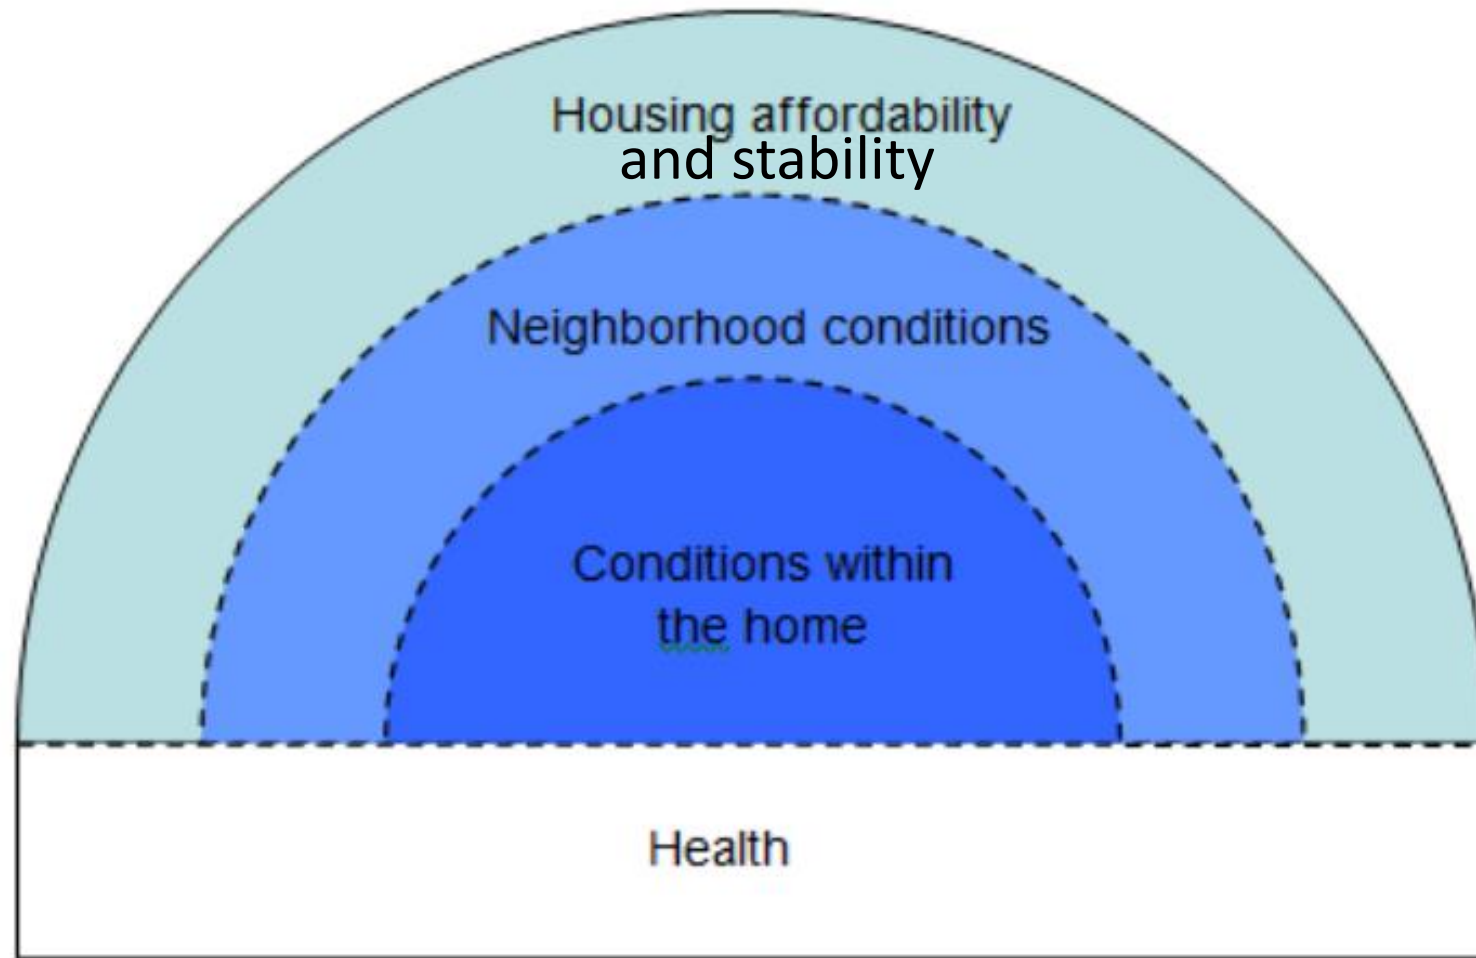 Housing affordability
and stability
Neighborhood conditions
Conditions within
the home
Health